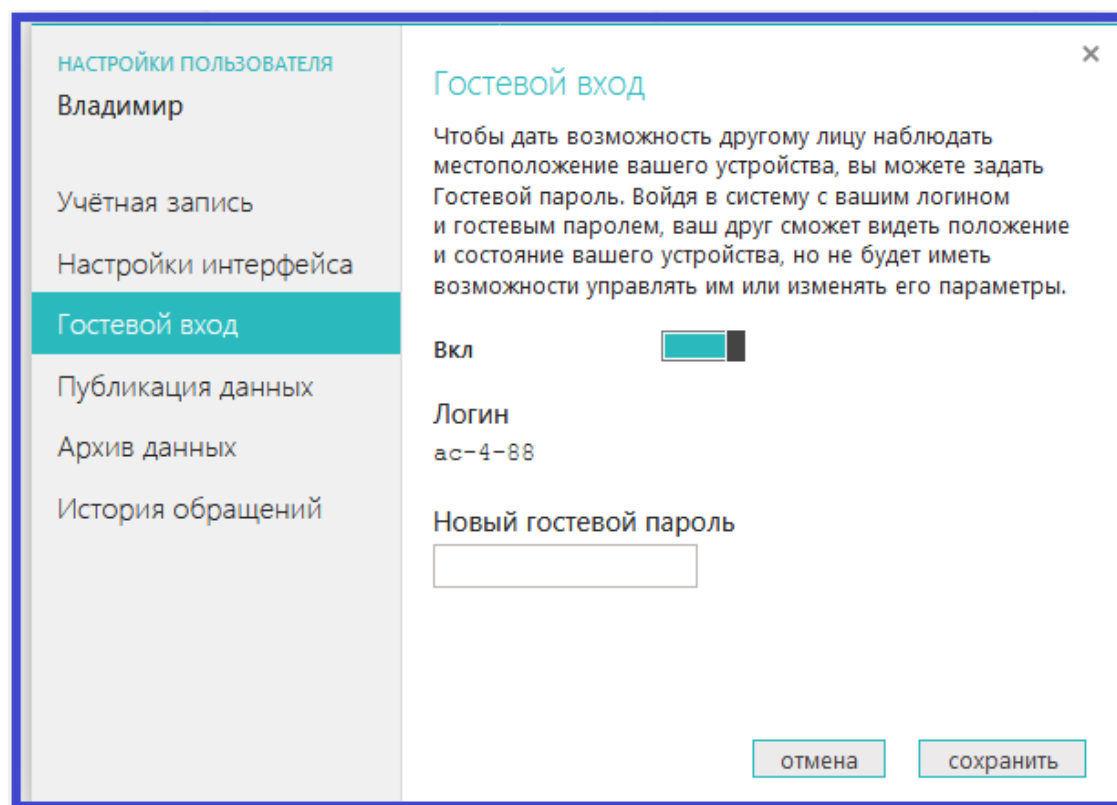 НАСТРОЙКИ ПОЛЬЗОВАТЕЛЯ
Владимир
Учётная запись
Настройки интерфейса
Гостевой вход
Публикация данных
Архив данных
История обращений
Гостевой вход
Чтобы дать возможность другому лицу наблюдать
местоположение вашего устройства, вы можете задать
Гостевой пароль. Войдя в систему с вашим логином
и гостевым паролем, ваш друг сможет видеть положение
и состояние вашего устройства, но не будет иметь
возможности управлять им или изменять его параметры.
Вкл
Логин
ac-4-88
Новый гостевой пароль
отмена
сохранить